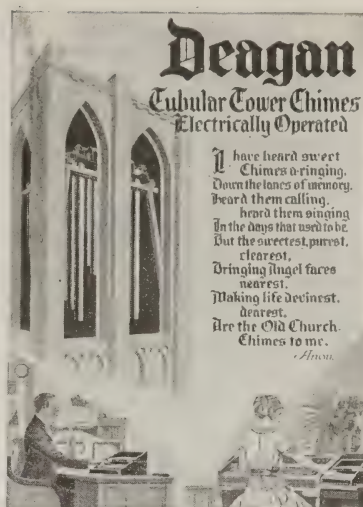 Deagan
Tubular Tower Chimes
Electrically Operated
I have heard sweet
Chimes a-ringing,
Down the lanes of memory.
Heard them calling,
heard them singing
In the days that used to be.
But the sweetest, purest,
clearest,
Bringing Angel faces
nearest,
Making life devinest,
dearest,
Are the Old Church
Chimes to me.
- Anon.